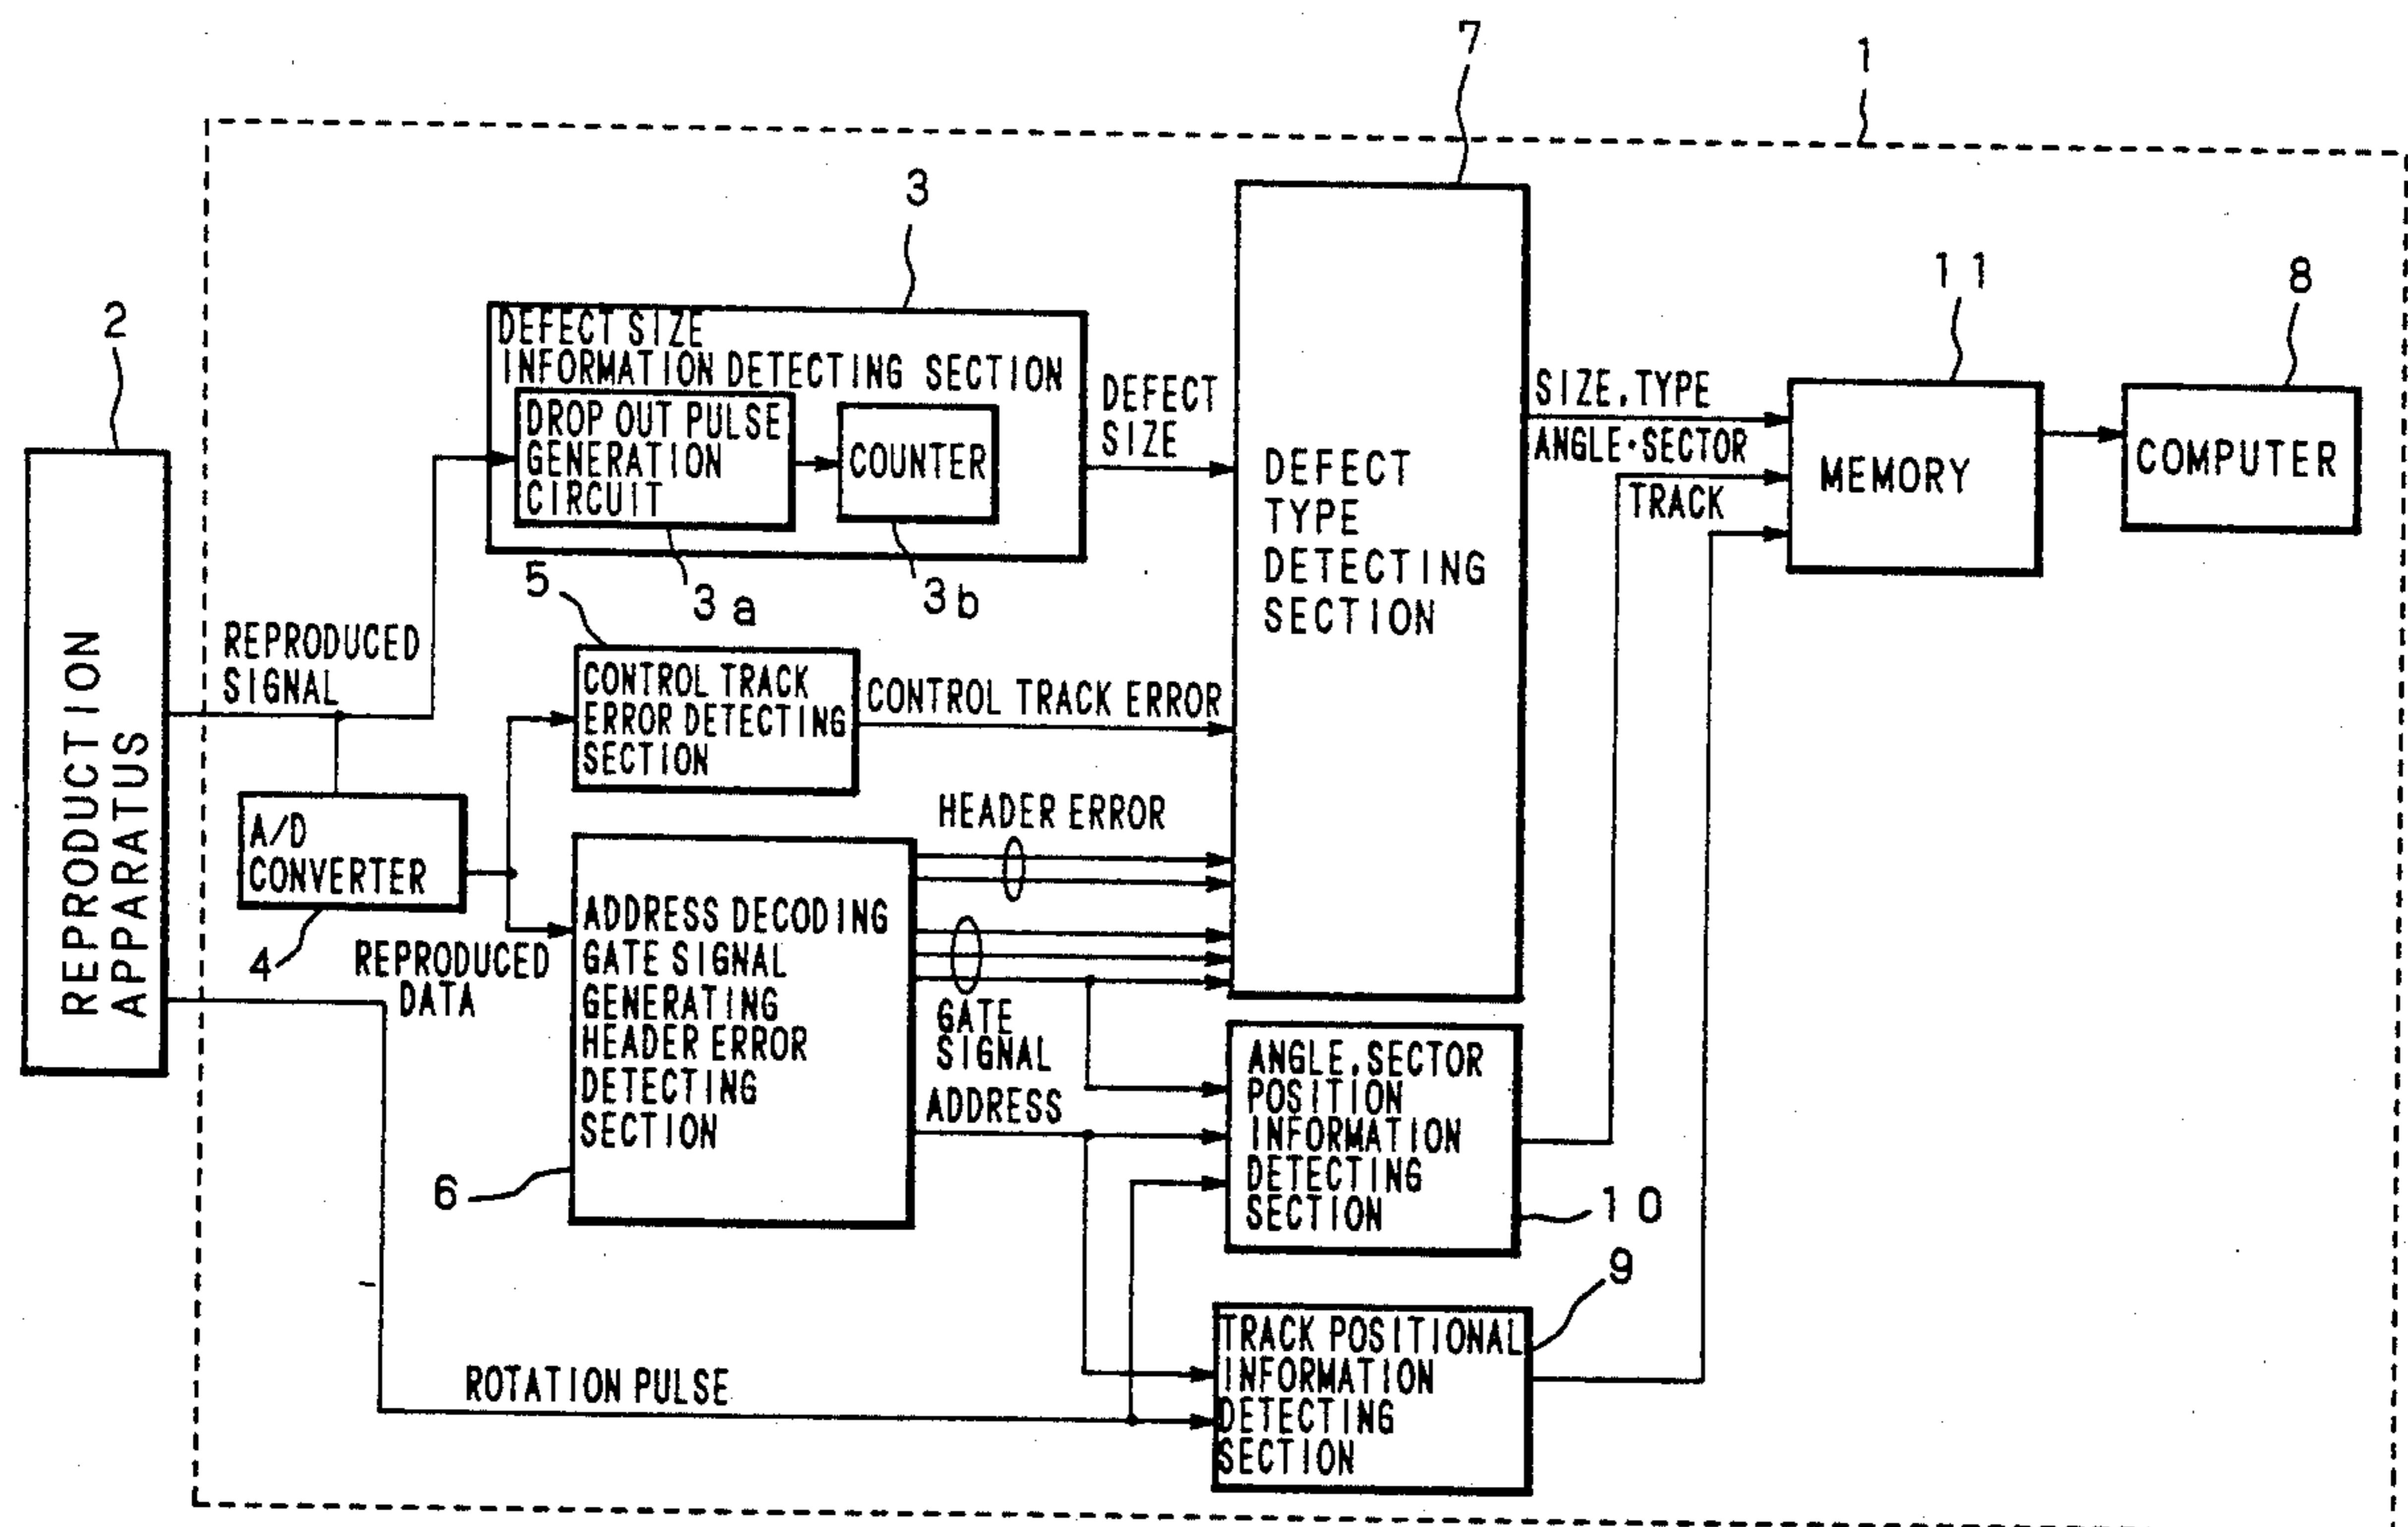 7
1
3
11
8
2
DEFECT SIZE
INFORMATION DETECTING SECTION
DROP OUT PULSE
GENERATION
CIRCUIT
COUNTER
3a
3b
DEFECT
SIZE
DEFECT
TYPE
DETECTING
SECTION
SIZE.TYPE
ANGLE·SECTOR
TRACK
MEMORY
COMPUTER
REPRODUCTION
APPARATUS
REPRODUCED
SIGNAL
5
CONTROL TRACK
ERROR DETECTING
SECTION
CONTROL TRACK ERROR
A/D
CONVERTER
4
REPRODUCED
DATA
HEADER ERROR
ADDRESS DECODING
GATE SIGNAL
GENERATING
HEADER ERROR
DETECTING
SECTION
6
GATE
SIGNAL
ADDRESS
ANGLE.SECTOR
POSITION
INFORMATION
DETECTING
SECTION
10
9
TRACK POSITIONAL
INFORMATION
DETECTING
SECTION
ROTATION PULSE